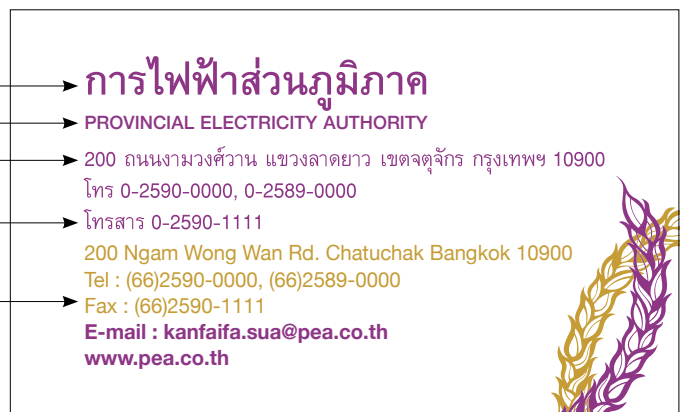 การไฟฟ้าส่วนภูมิภาค
PROVINCIAL ELECTRICITY AUTHORITY
200 ถนนงามวงศ์วาน แขวงลาดยาว เขตจตุจักร กรุงเทพฯ 10900
โทร 0-2590-0000, 0-2589-0000
โทรสาร 0-2590-1111
200 Ngam Wong Wan Rd. Chatuchak Bangkok 10900
Tel : (66)2590-0000, (66)2589-0000
Fax : (66)2590-1111
E-mail : kanfaifa.sua@pea.co.th
www.pea.co.th